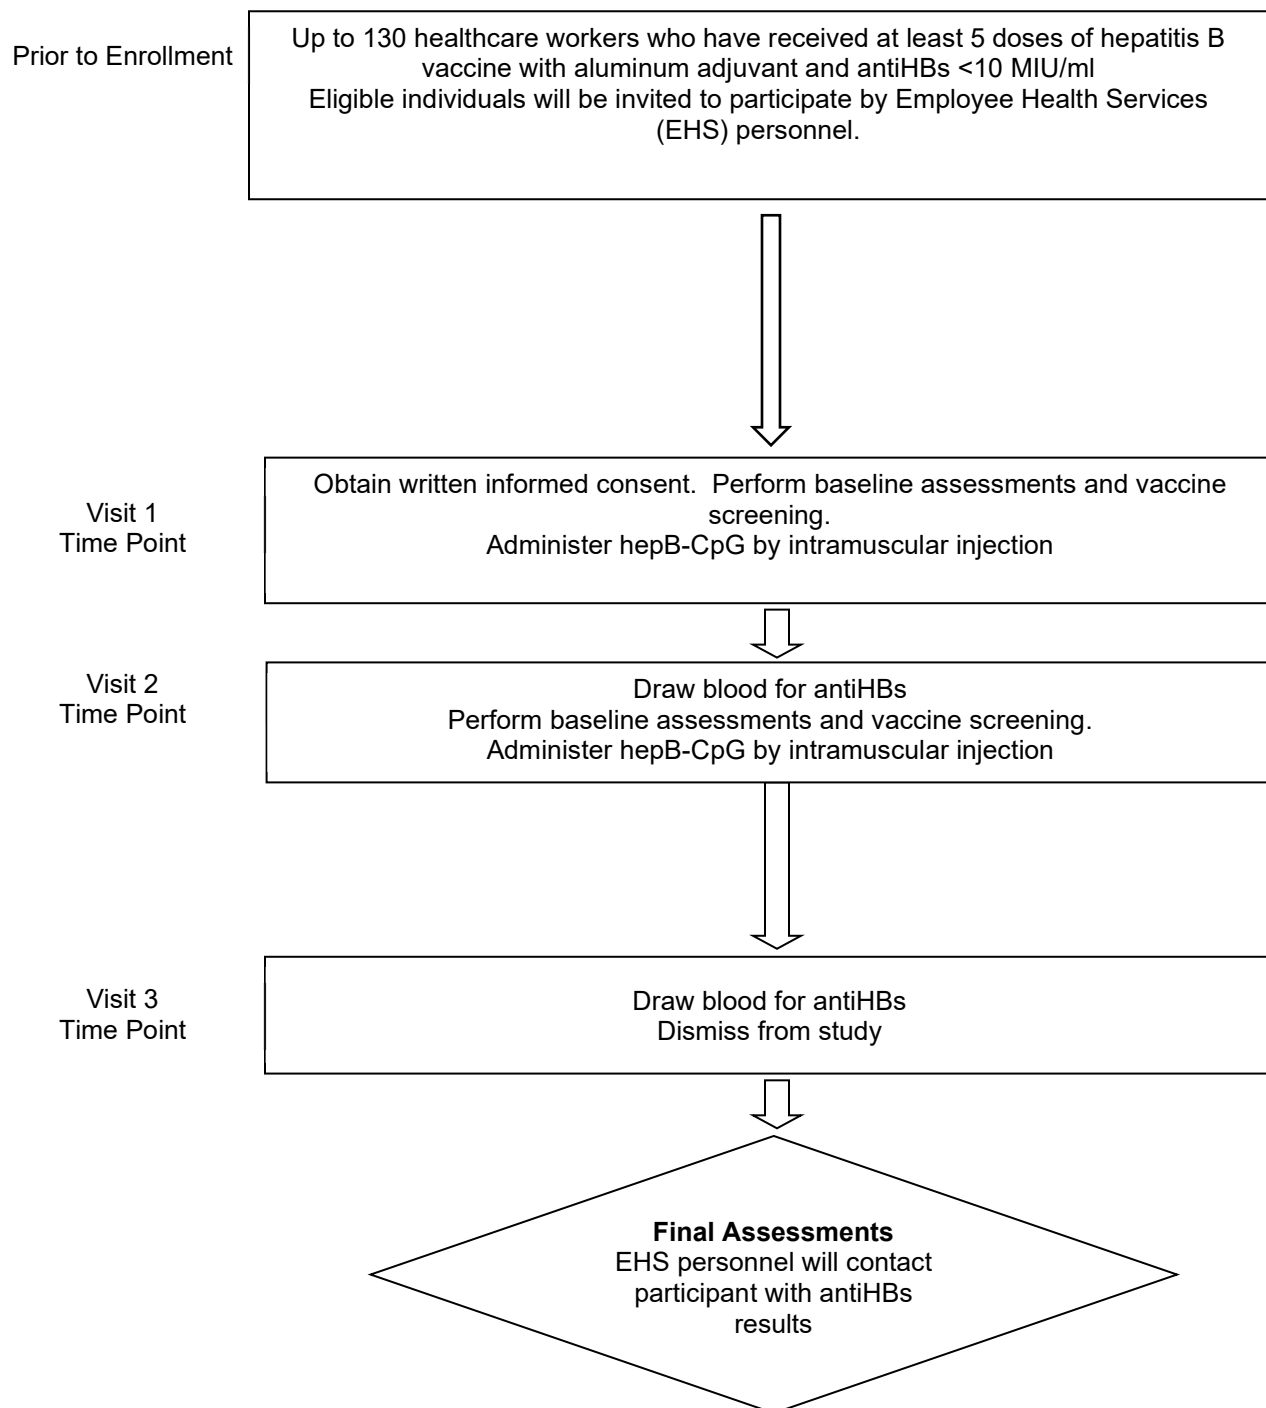 Prior to Enrollment
Up to 130 healthcare workers who have received at least 5 doses of hepatitis B
vaccine with aluminum adjuvant and antiHBs <10 MIU/ml
Eligible individuals will be invited to participate by Employee Health Services
(EHS) personnel.
Visit 1
Time Point
Obtain written informed consent.  Perform baseline assessments and vaccine
screening.
Administer hepB-CpG by intramuscular injection
Visit 2
Time Point
Draw blood for antiHBs
Perform baseline assessments and vaccine screening.
Administer hepB-CpG by intramuscular injection
Visit 3
Time Point
Draw blood for antiHBs
Dismiss from study
Final Assessments
EHS personnel will contact
participant with antiHBs
results